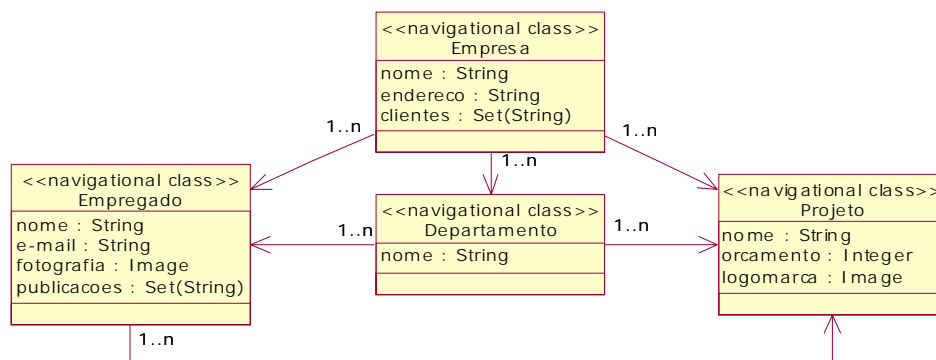 <<navigational class>>
Empresa
nome : String
endereco : String
clientes : Set(String)
1..n
1..n
1..n
<<navigational class>>
Empregado
nome : String
e-mail : String
fotografia : Image
publicacoes : Set(String)
1..n
<<navigational class>>
Departamento
nome : String
1..n
1..n
<<navigational class>>
Projeto
nome : String
orcamento : Integer
logomarca : Image